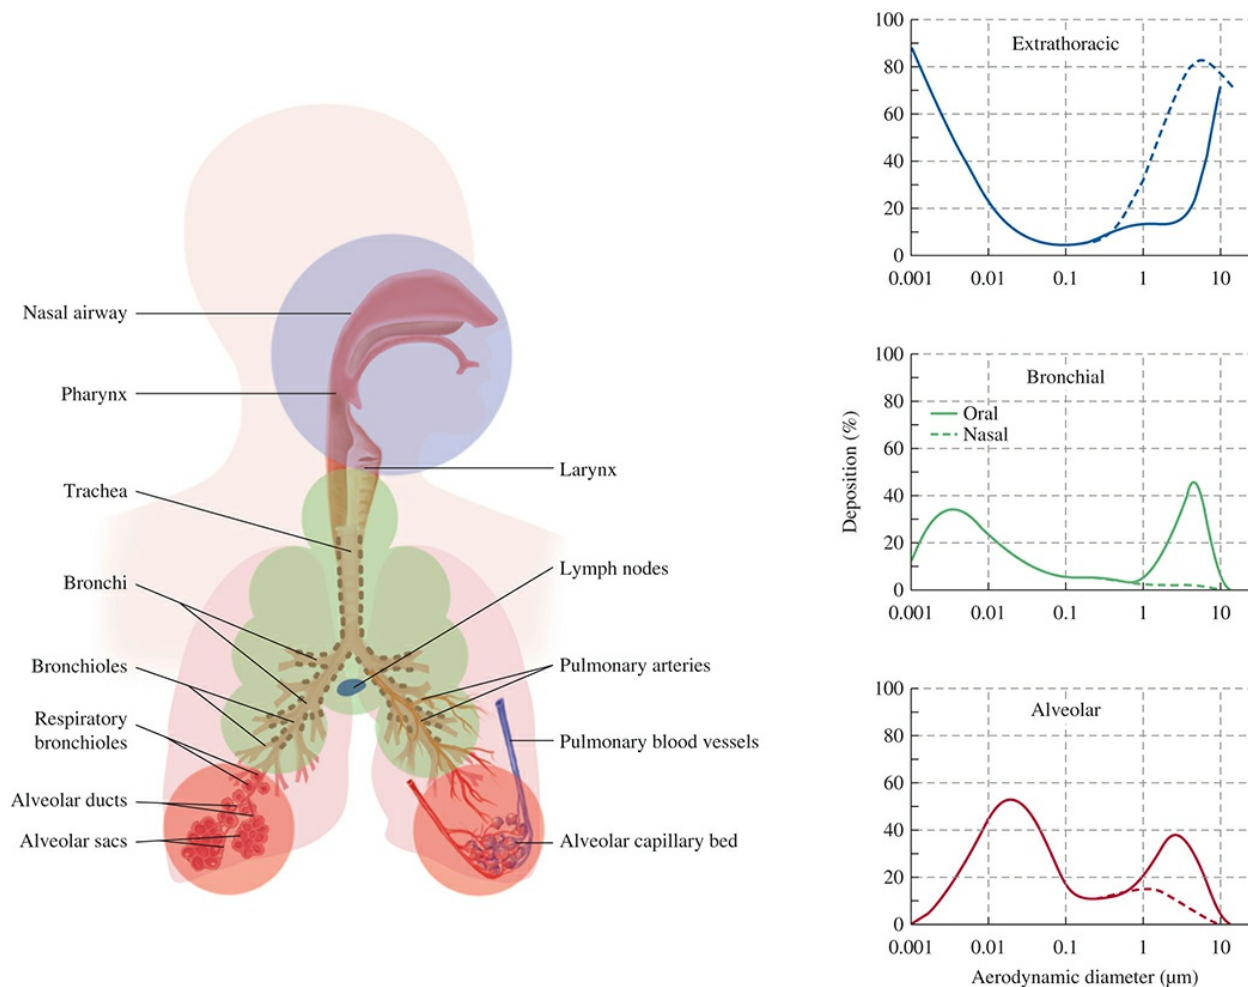 Nasal airway
Pharynx
Trachea
Bronchi
Bronchioles
Respiratory
bronchioles
Alveolar ducts
Alveolar sacs
Larynx
Lymph nodes
Pulmonary arteries
Pulmonary blood vessels
Alveolar capillary bed
Extrathoracic
100
80
60
40
20
0
0.001 0.01 0.1 1 10
Bronchial
Oral
Nasal
100
80
60
40
20
0
0.001 0.01 0.1 1 10
Deposition (%)
Alveolar
100
80
60
40
20
0
0.001 0.01 0.1 1 10
Aerodynamic diameter (μm)